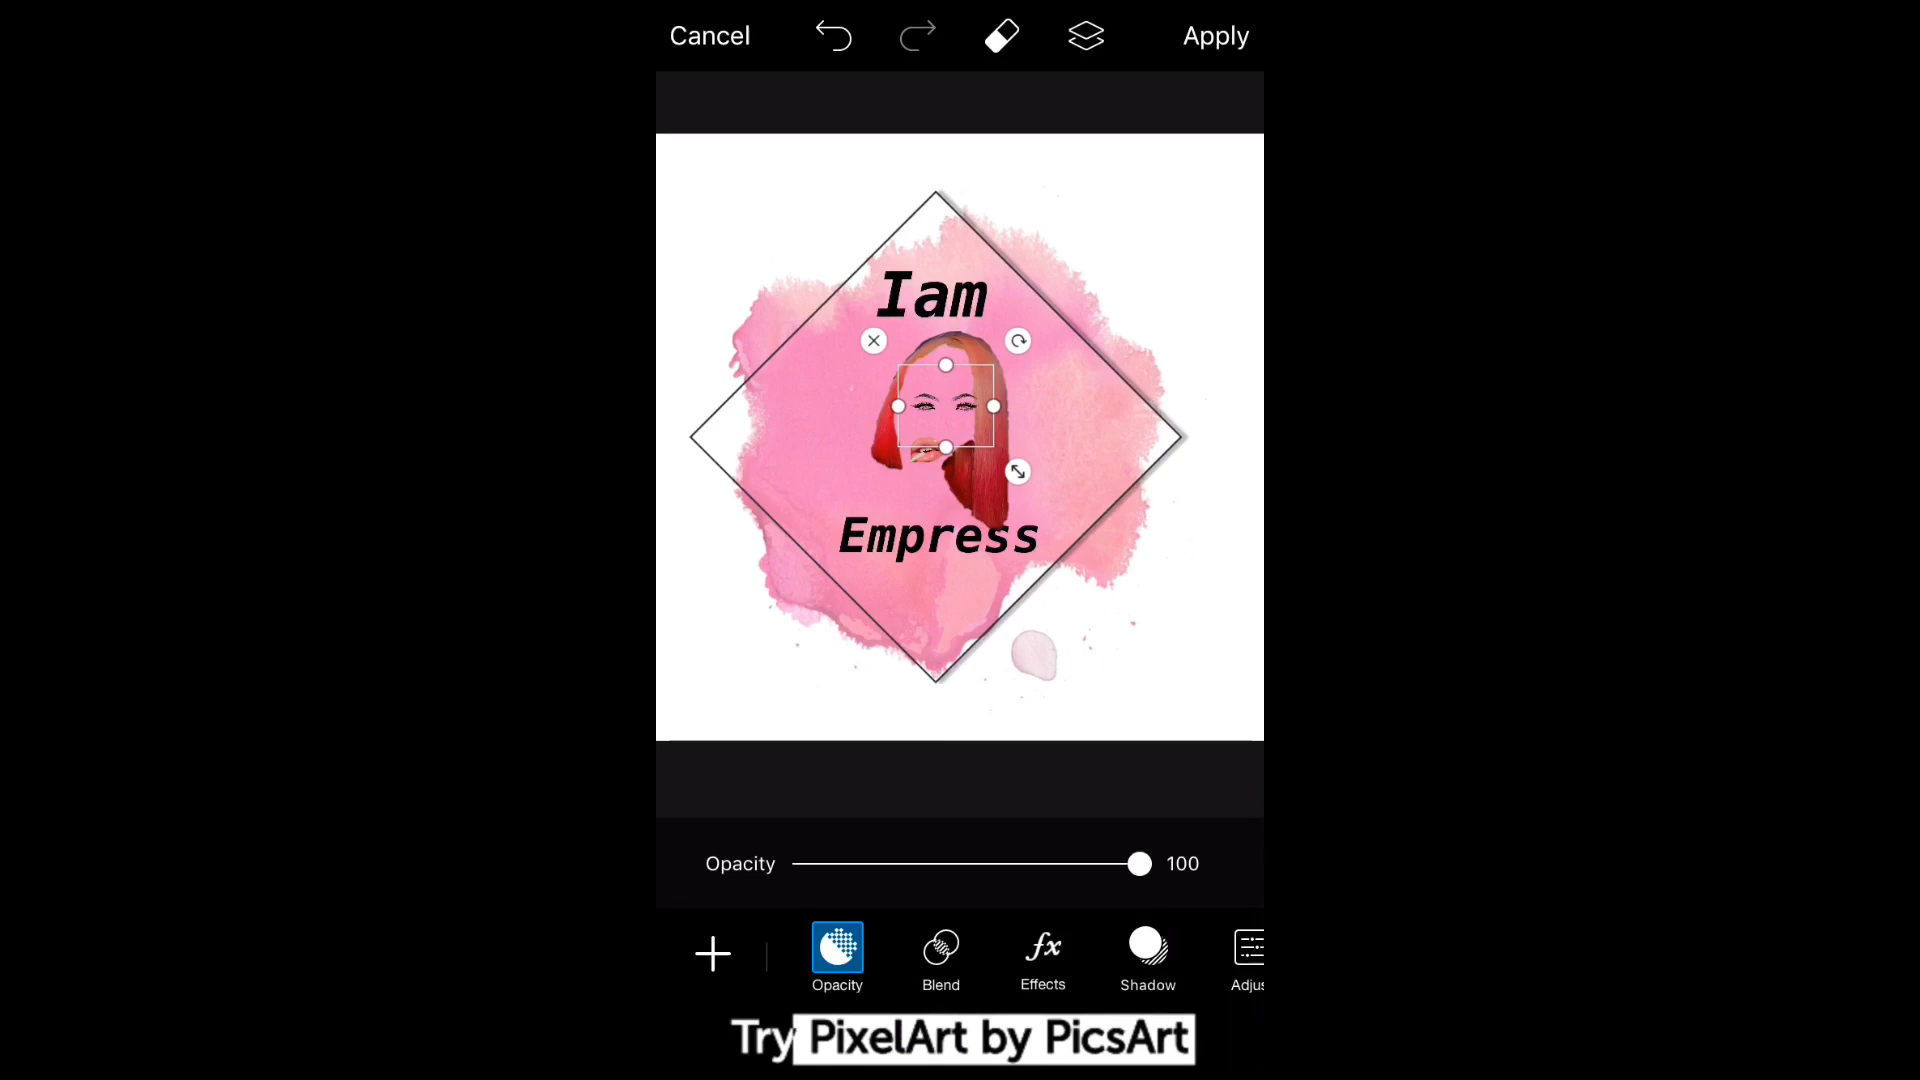 Cancel
Apply
Iam
Empress
Opacity 100
Opacity Blend Effects Shadow Adjus
Try PixelArt by PicsArt